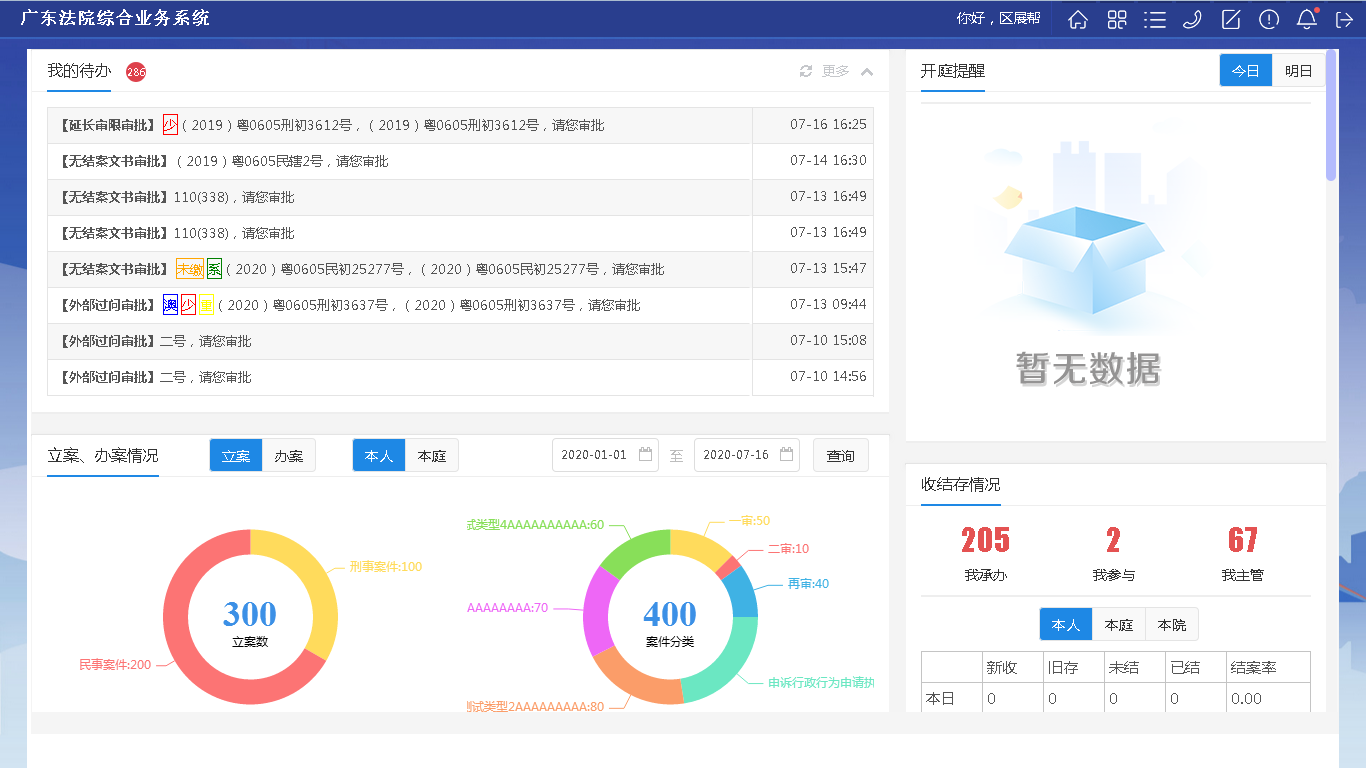 广东法院综合业务系统
你好，区展帮
我的待办 286
更多
【延长审限审批】 少 （2019）粤0605刑初3612号，（2019）粤0605刑初3612号，请您审批 07-16 16:25
【无结案文书审批】（2019）粤0605民辖2号，请您审批 07-14 16:30
【无结案文书审批】110(338)，请您审批 07-13 16:49
【无结案文书审批】110(338)，请您审批 07-13 16:49
【无结案文书审批】 未缴 系 （2020）粤0605民初25277号，（2020）粤0605民初25277号，请您审批 07-13 15:47
【外部过问审批】 澳 少 （2020）粤0605刑初3637号，（2020）粤0605刑初3637号，请您审批 07-13 09:44
【外部过问审批】二号，请您审批 07-10 15:08
【外部过问审批】二号，请您审批 07-10 14:56
开庭提醒 今日 明日
暂无数据
立案、办案情况 立案 办案 本人 本庭 2020-01-01 至 2020-07-16 查询
刑事案件:100
300
立案数
民事案件:200
试类型4AAAAAAAAAA:60
一审:50
二审:10
再审:40
AAAAAAAA:70
400
案件分类
申诉行政行为申请执
试类型2AAAAAAAAA:80
收结存情况
205 2 67
我承办 我参与 我主管
本人 本庭 本院
新收 旧存 未结 已结 结案率
本日 0 0 0 0 0.00